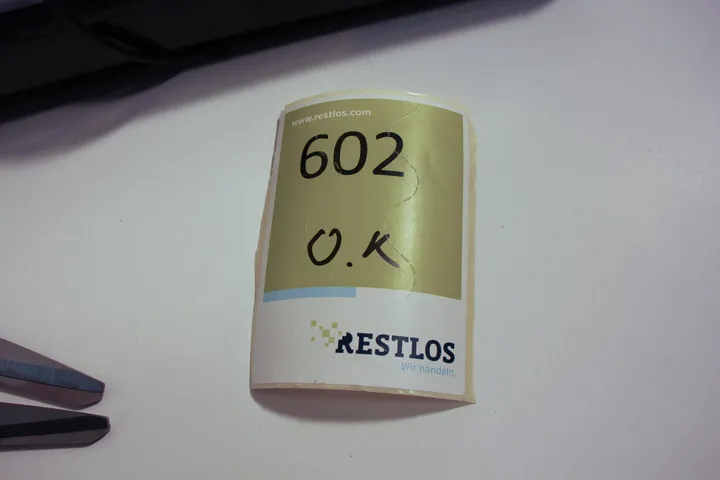 www.restlos.com
602
O.K
RESTLOS
Wir handeln.